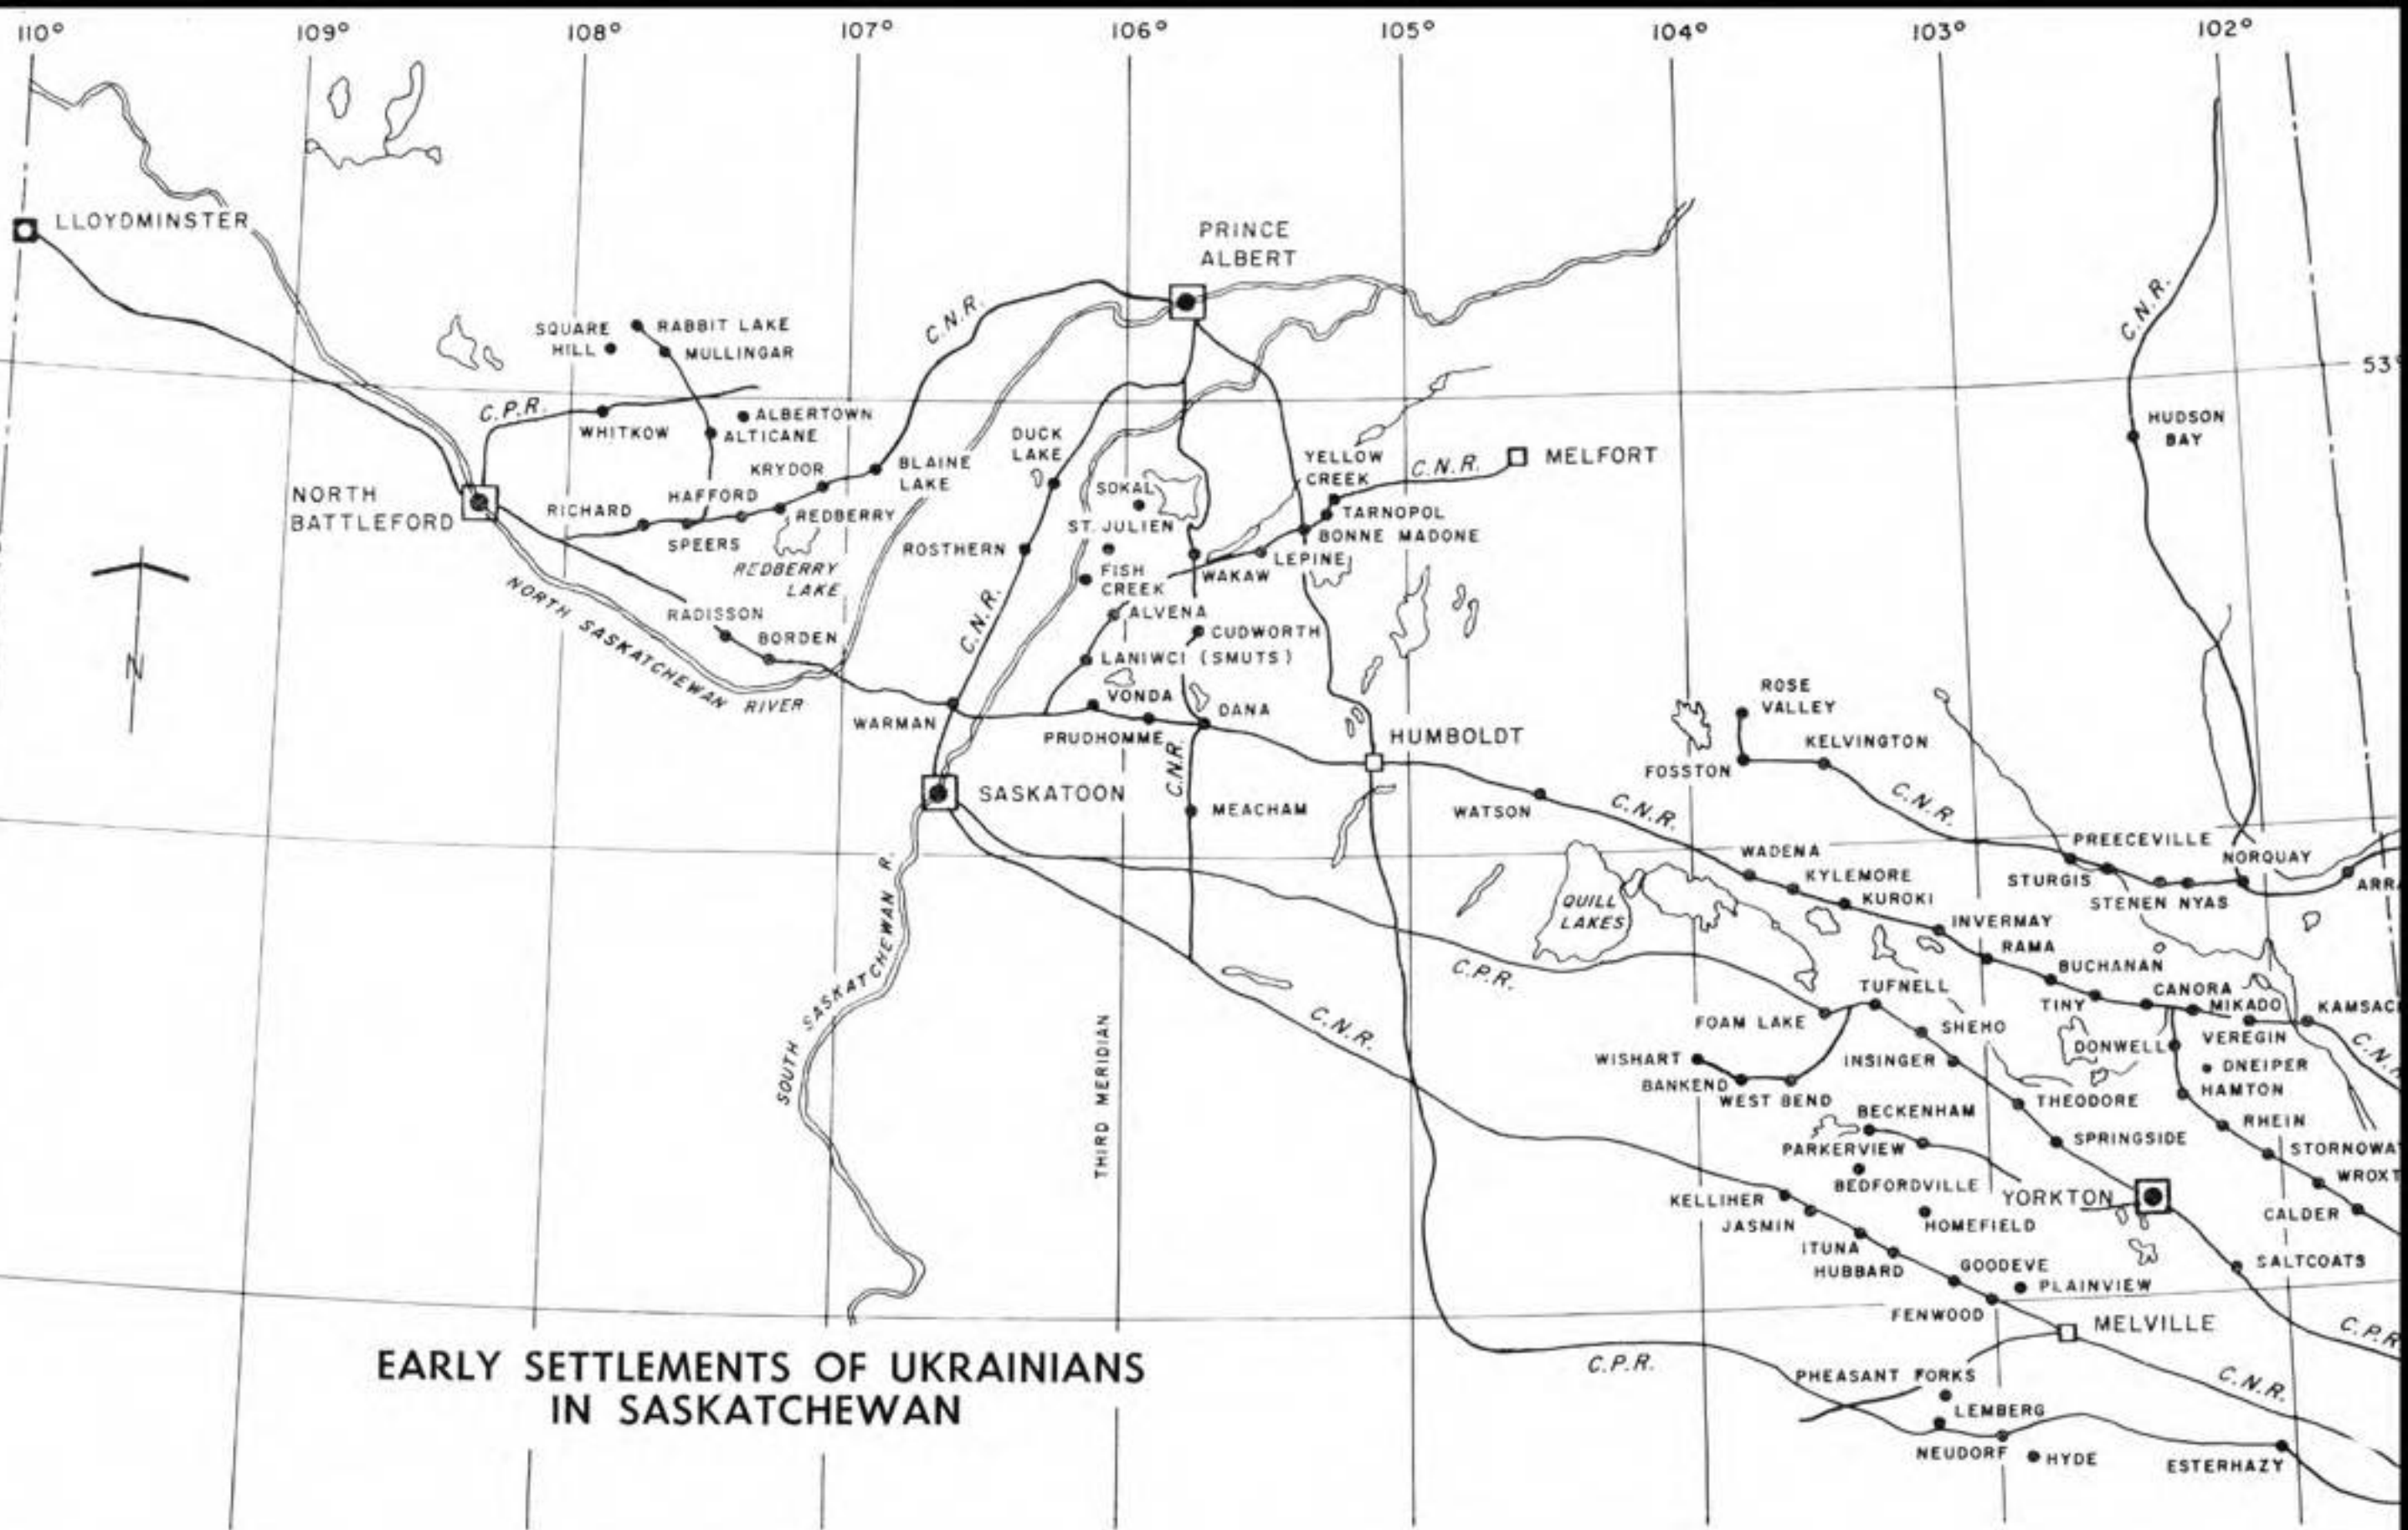 110°
109°
108°
107°
106°
105°
104°
103°
102°
LLOYDMINSTER
PRINCE
ALBERT
C.N.R.
C.N.R.
SQUARE
HILL
RABBIT LAKE
MULLINGAR
53°
C.P.R.
WHITKOW
ALBERTOWN
ALTICANE
HUDSON
BAY
DUCK
LAKE
YELLOW
CREEK
C.N.R.
MELFORT
NORTH
BATTLEFORD
KRYDOR
BLAINE
LAKE
RICHARD
HAFFORD
REDBERRY
SPEERS
SOKAL
ST. JULIEN
TARNOPOL
BONNE MADONE
ROSTHERN
LEPINE
WAKAW
REDBERRY
LAKE
FISH
CREEK
N
NORTH SASKATCHEWAN RIVER
RADISSON
BORDEN
C.N.R.
ALVENA
CUDWORTH
LANIWCI (SMUTS)
VONDA
DANA
WARMAN
PRUDHOMME
C.N.R.
HUMBOLDT
ROSE
VALLEY
KELVINGTON
FOSSTON
SASKATOON
MEACHAM
WATSON
C.N.R.
C.N.R.
PREECEVILLE
NORQUAY
WADENA
KYLEMORE
KUROKI
STURGIS
STENEN NYAS
ARRA
QUILL
LAKES
INVERMAY
RAMA
BUCHANAN
SOUTH SASKATCHEWAN R.
C.P.R.
TUFNELL
CANORA
TINY
MIKADO
KAMSAC
FOAM LAKE
SHEHO
C.N.R.
THIRD MERIDIAN
DONWELL
VEREGIN
C.N.R
WISHART
INSINGER
DNEIPER
BANKEND
WEST BEND
HAMTON
THEODORE
BECKENHAM
RHEIN
PARKERVIEW
SPRINGSIDE
STORNOWA
BEDFORDVILLE
WROXT
KELLIHER
YORKTON
JASMIN
HOMEFIELD
CALDER
ITUNA
HUBBARD
GOODEVE
PLAINVIEW
SALTCOATS
FENWOOD
MELVILLE
C.P.R
C.P.R.
PHEASANT FORKS
C.N.R.
LEMBERG
NEUDORF
HYDE
ESTERHAZY
EARLY SETTLEMENTS OF UKRAINIANS
IN SASKATCHEWAN